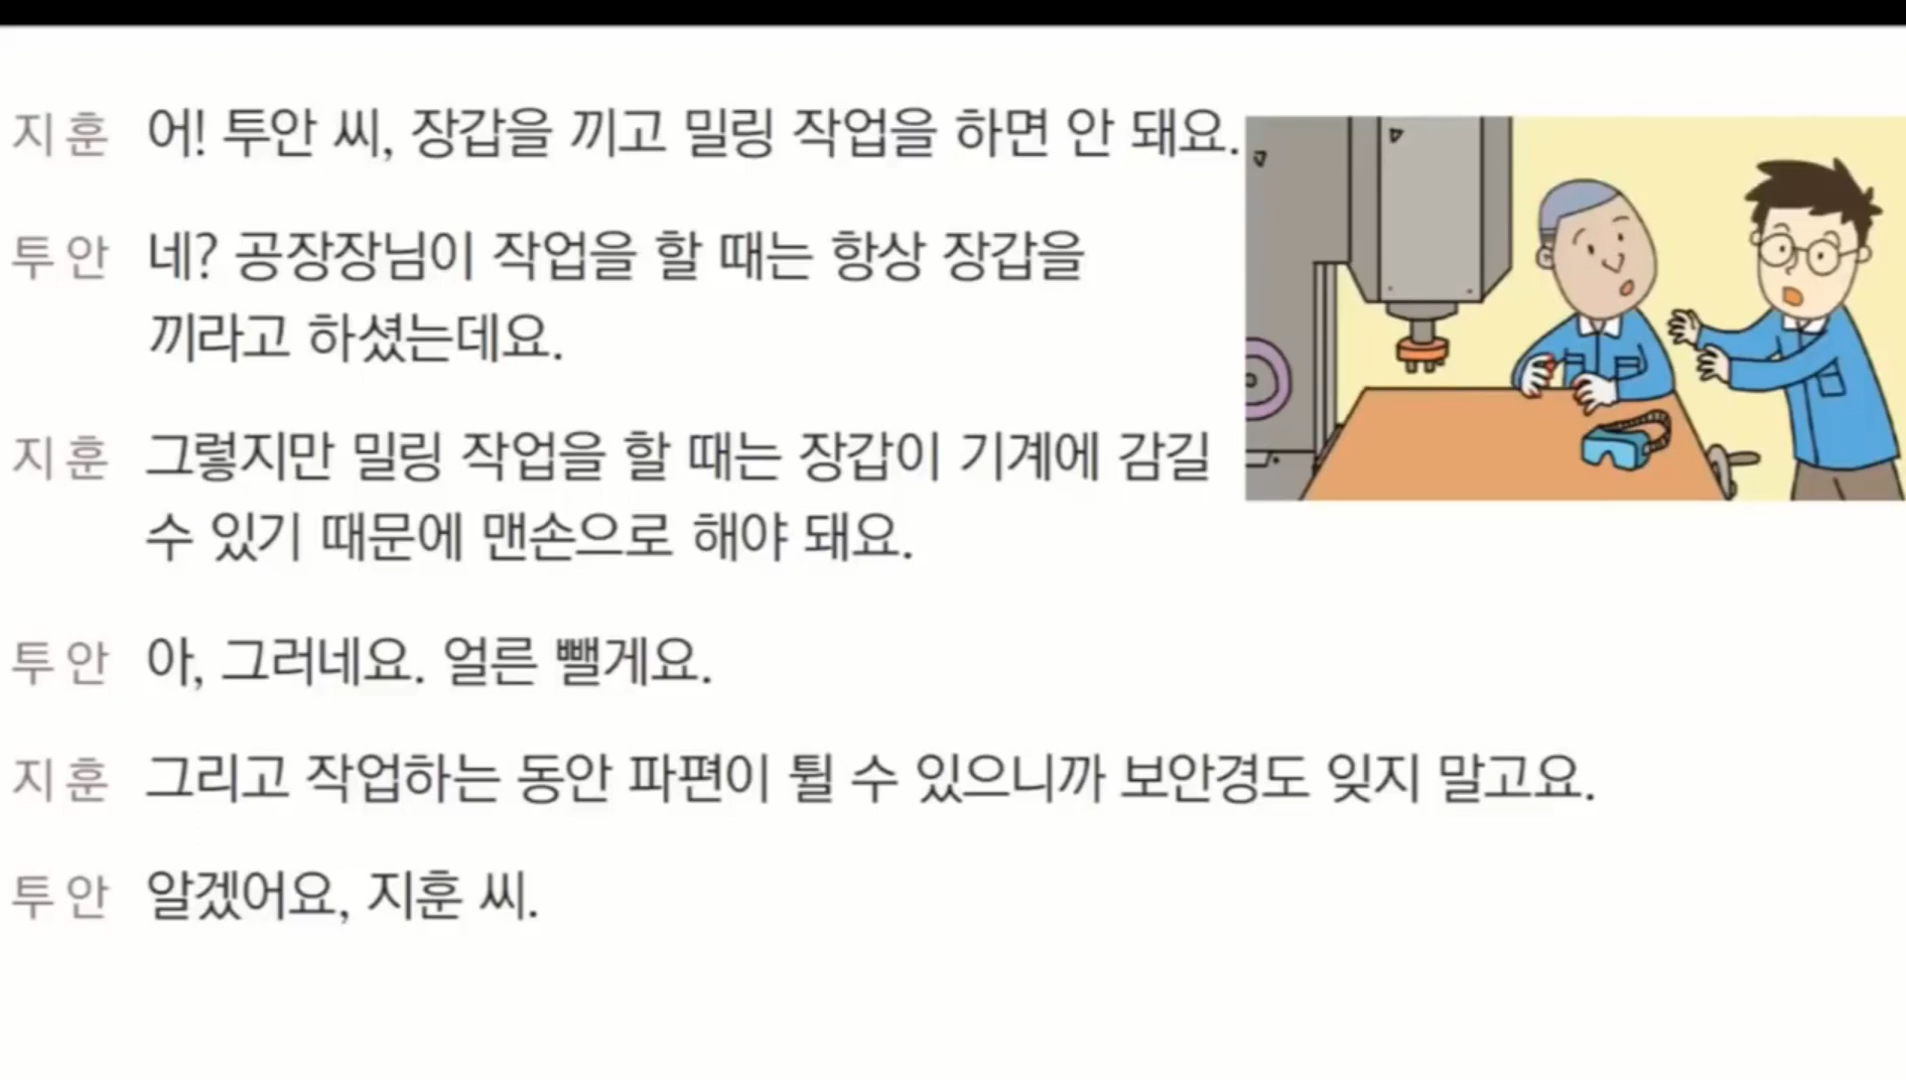 지훈 어! 투안 씨, 장갑을 끼고 밀링 작업을 하면 안 돼요.
투안 네? 공장장님이 작업을 할 때는 항상 장갑을
끼라고 하셨는데요.
지훈 그렇지만 밀링 작업을 할 때는 장갑이 기계에 감길
수 있기 때문에 맨손으로 해야 돼요.
투안 아, 그러네요. 얼른 뺄게요.
지훈 그리고 작업하는 동안 파편이 튈 수 있으니까 보안경도 잊지 말고요.
투안 알겠어요, 지훈 씨.